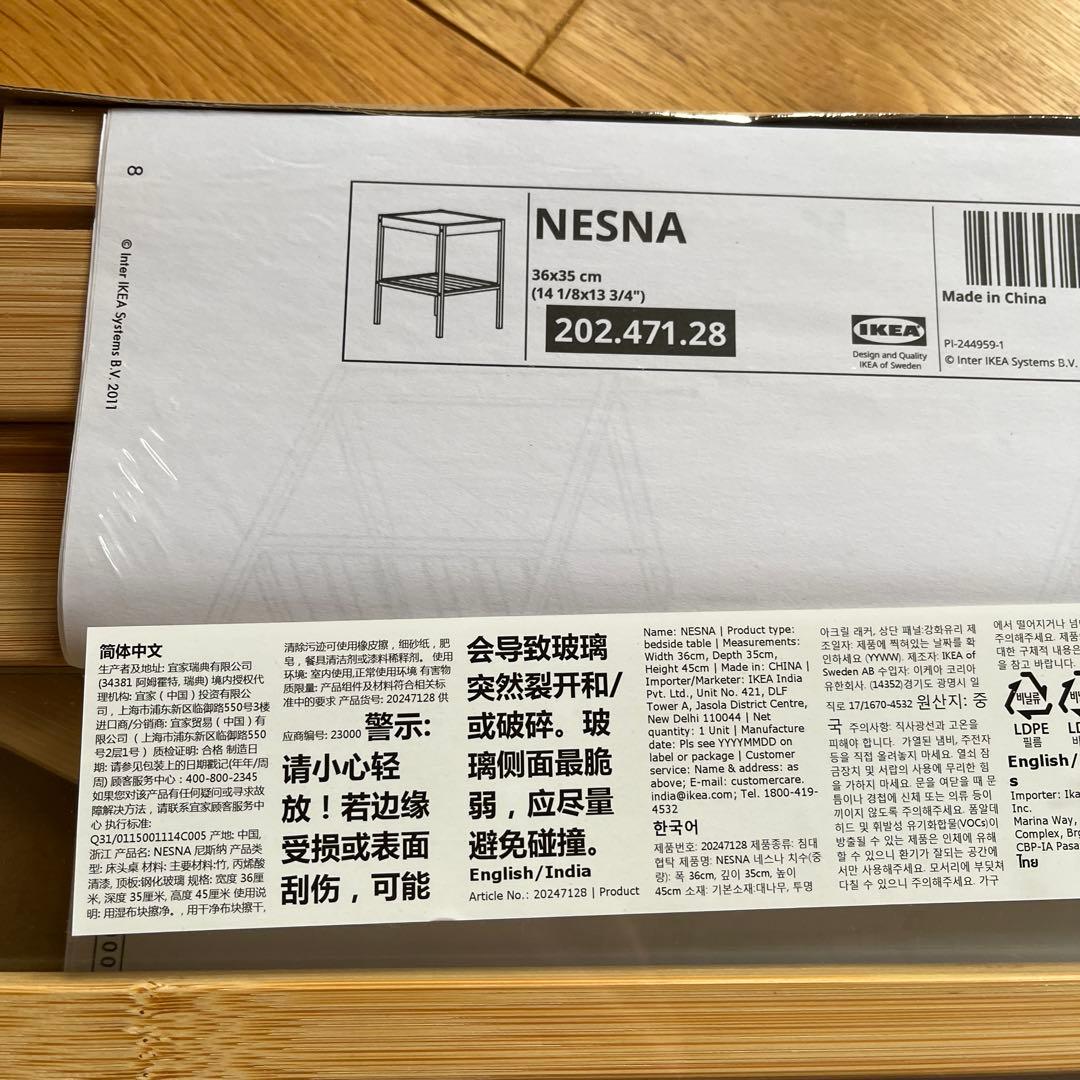 8
© Inter IKEA Systems B.V. 2011
NESNA
36x35 cm
(14 1/8x13 3/4")
202.471.28
IKEA
Design and Quality
IKEA of Sweden
Made in China
PI-244959-1
© Inter IKEA Systems B.V.
简体中文
生产者及地址: 宜家瑞典有限公司
(34381 阿姆霍特, 瑞典) 境内授权代
理机构: 宜家（中国）投资有限公
司，上海市浦东新区临御路550号3楼
进口商/分销商: 宜家贸易（中国）有
限公司（上海市浦东新区临御路550
号2层1号）质检证明: 合格 制造日
期: 请参见包装上的日期戳记(年年/周
周) 顾客服务中心：400-800-2345
如果您对该产品有任何疑问或寻求故
障解决方法，请联系宜家顾客服务中
心 执行标准:
Q31/0115001114C005 产地: 中国,
浙江 产品名: NESNA 尼斯纳 产品类
型: 床头桌 材料: 主要材料:竹, 丙烯酸
清漆, 顶板:钢化玻璃 规格: 宽度 36厘
米, 深度 35厘米, 高度 45厘米 使用说
明: 用湿布块擦净。, 用干净布块擦干,
清除污迹可使用橡皮擦，细砂纸，肥
皂，餐具清洁剂或漆料稀释剂。 使用
环境: 室内使用,正常使用环境 有害物
质限量: 产品组件及材料符合相关标
准中的要求 产品货号: 20247128 供
应商编号: 23000 警示:
请小心轻
放！若边缘
受损或表面
刮伤，可能
会导致玻璃
突然裂开和/
或破碎。玻
璃侧面最脆
弱，应尽量
避免碰撞。
English/India
Article No.: 20247128 | Product
Name: NESNA | Product type:
bedside table | Measurements:
Width 36cm, Depth 35cm,
Height 45cm | Made in: CHINA |
Importer/Marketer: IKEA India
Pvt. Ltd., Unit No. 421, DLF
Tower A, Jasola District Centre,
New Delhi 110044 | Net
quantity: 1 Unit | Manufacture
date: Pls see YYYYMMDD on
label or package | Customer
service: Name & address: as
above; E-mail: customercare.
india@ikea.com; Tel. 1800-419-
4532
한국어
제품번호: 20247128 제품종류: 침대
협탁 제품명: NESNA 네스나 치수(중
량): 폭 36cm, 깊이 35cm, 높이
45cm 소재: 기본소재:대나무, 투명
아크릴 래커, 상단 패널:강화유리 제
조일자: 제품에 찍혀있는 날짜를 확
인하세요 (YYWW). 제조자: IKEA of
Sweden AB 수입자: 이케아 코리아
유한회사. (14352)경기도 광명시 일
직로 17/1670-4532 원산지: 중
국 주의사항: 직사광선과 고온을
피해야 합니다. 가열된 냄비, 주전자
등을 직접 올려놓지 마세요. 열쇠 잠
금장치 및 서랍의 사용에 무리한 힘
을 가하지 마세요. 문을 여닫을 때 문
틈이나 경첩에 신체 또는 의류 등이
끼이지 않도록 주의해주세요. 폼알데
히드 및 휘발성 유기화합물(VOCs)이
방출될 수 있는 제품은 인체에 유해
할 수 있으니 환기가 잘되는 공간에
서만 사용해주세요. 모서리에 부딪쳐
다칠 수 있으니 주의해주세요. 가구
에서 떨어지거나 넘
주의해주세요. 제품
대한 구체적 내용은
을 참고 바랍니다.
비닐류
LDPE
필름
English/
s
Importer: Ika
Inc.
Marina Way,
Complex, Bro
CBP-IA Pasa
ไทย
00